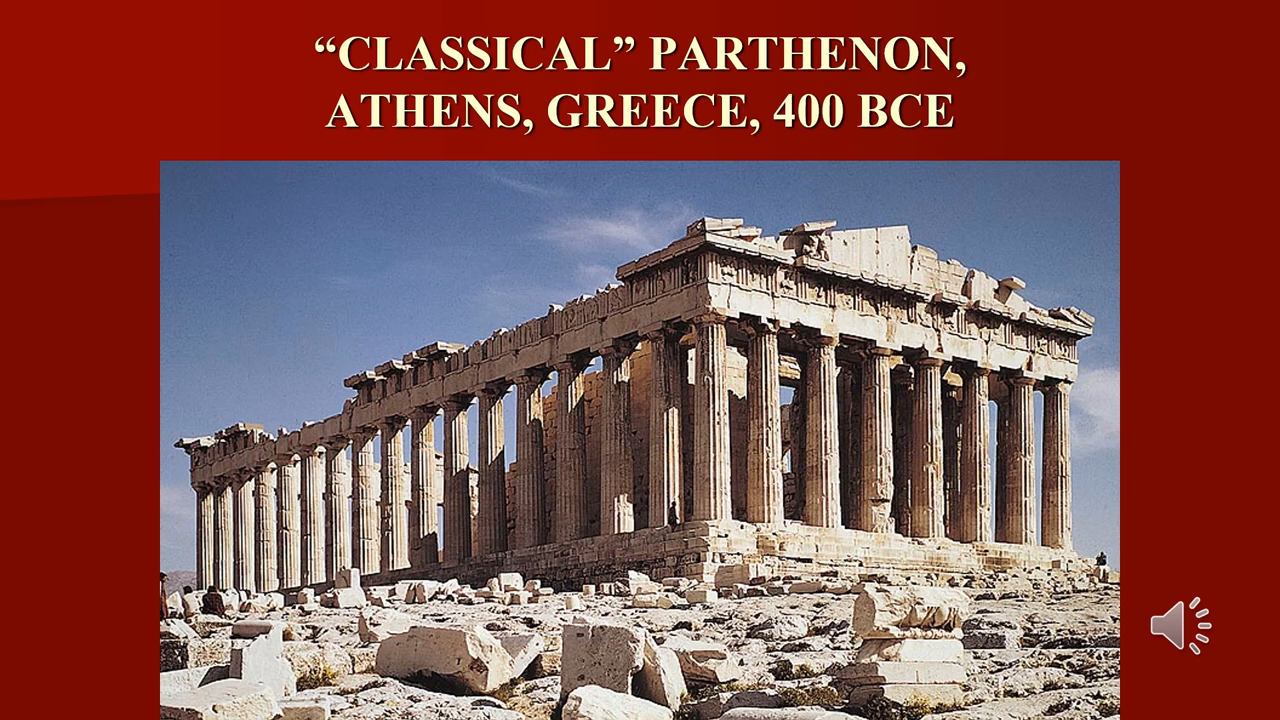 “CLASSICAL” PARTHENON,
ATHENS, GREECE, 400 BCE